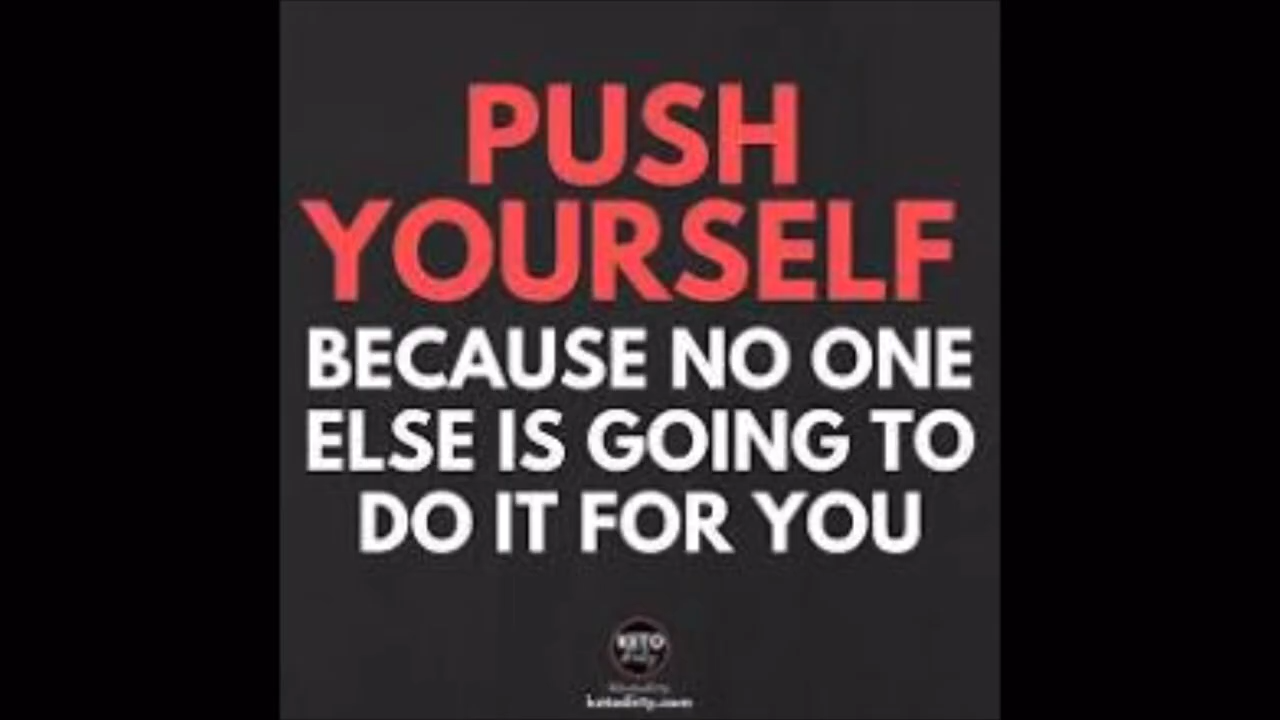 PUSH
YOURSELF
BECAUSE NO ONE
ELSE IS GOING TO
DO IT FOR YOU
KETO